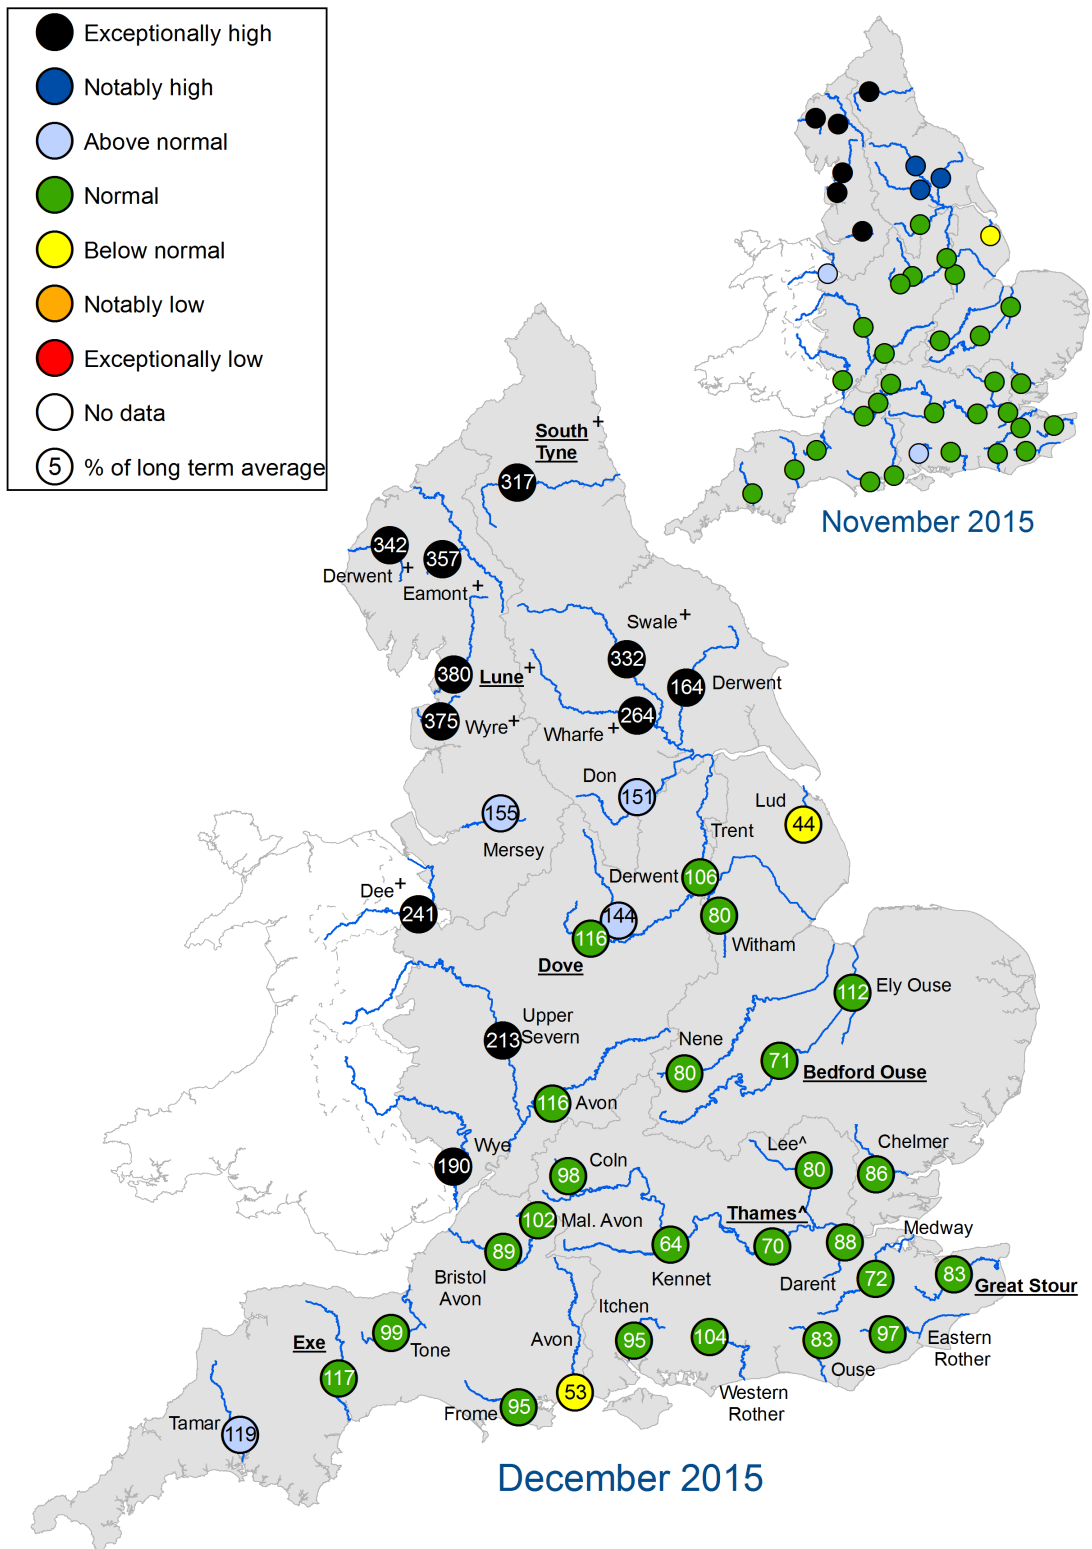 Exceptionally high
Notably high
Above normal
Normal
Below normal
Notably low
Exceptionally low
No data
5 % of long term average
November 2015
South +
Tyne
317
342
357
Derwent +
Eamont +
Swale+
332
380
Lune+
164 Derwent
375
Wyre+
264
Wharfe +
Don
151
155
Mersey
Lud
44
Trent
Derwent 106
Dee+
241
144
80
116
Witham
Dove
Ely Ouse
112
Upper
213 Severn
Nene
80
71
Bedford Ouse
116 Avon
Wye
190
Coln
98
Lee^
80
Chelmer
86
102 Mal. Avon
Thames^
70
88
Medway
89
64
Bristol
Avon
Kennet
Darent
72
83
Great Stour
Itchen
95
104
83
97
Eastern
Rother
Exe
99
Tone
Avon
Ouse
117
53
Western
Rother
Frome 95
Tamar
119
December 2015